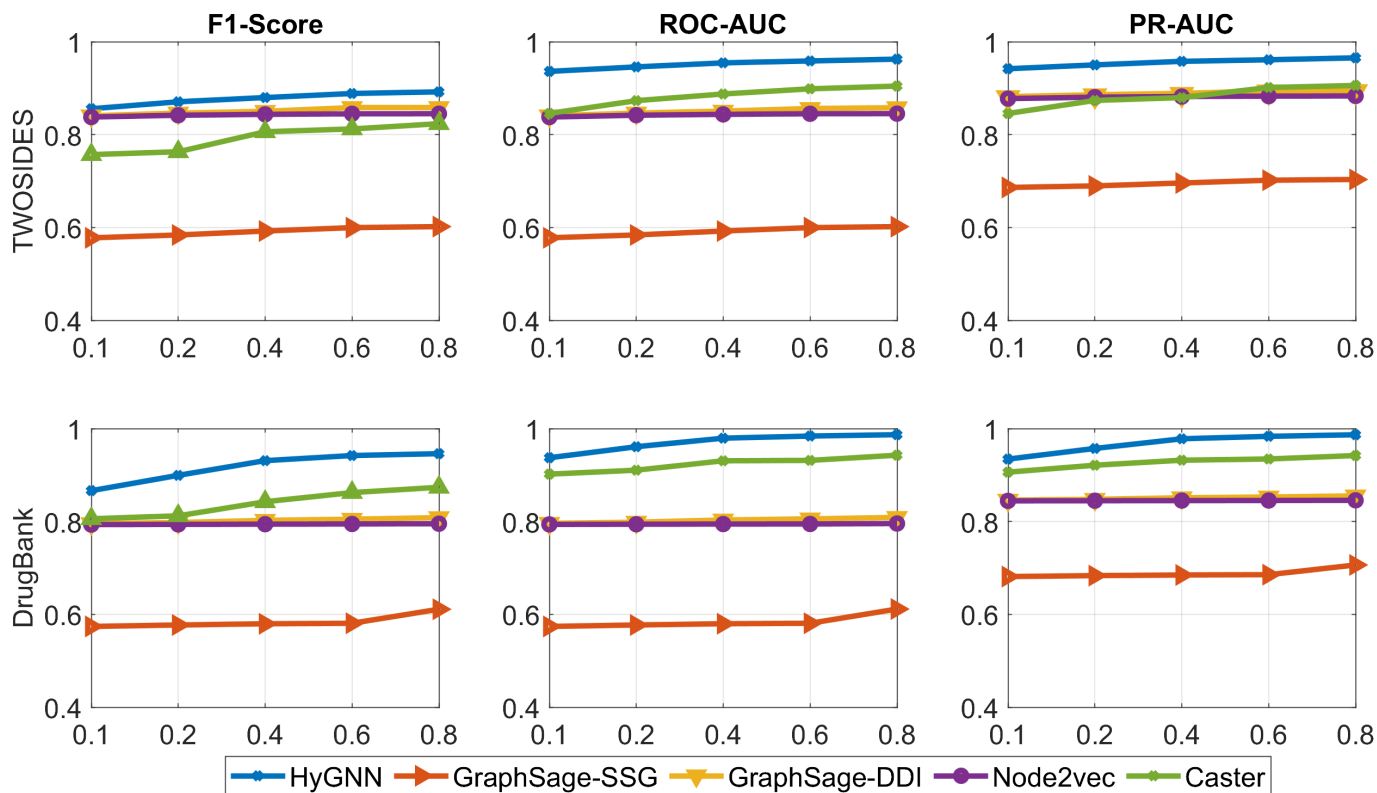 F1-Score ROC-AUC PR-AUC
TWOSIDES
1 1 1
0.8 0.8 0.8
0.6 0.6 0.6
0.4 0.4 0.4
0.1 0.2 0.4 0.6 0.8 0.1 0.2 0.4 0.6 0.8 0.1 0.2 0.4 0.6 0.8
DrugBank
1 1 1
0.8 0.8 0.8
0.6 0.6 0.6
0.4 0.4 0.4
0.1 0.2 0.4 0.6 0.8 0.1 0.2 0.4 0.6 0.8 0.1 0.2 0.4 0.6 0.8
HyGNN GraphSage-SSG GraphSage-DDI Node2vec Caster